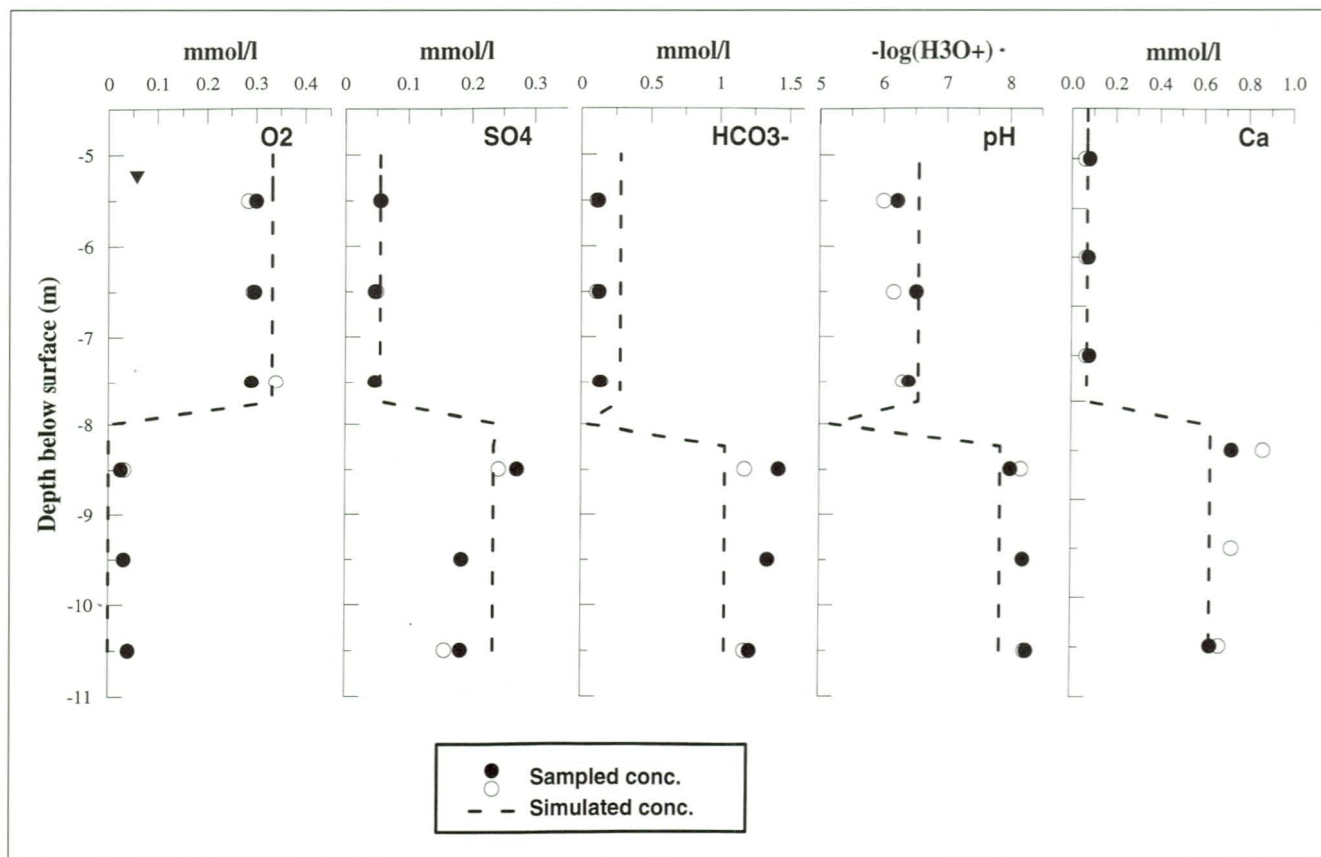 mmol/l mmol/l mmol/l -log(H3O+) · mmol/l
0 0.1 0.2 0.3 0.4 0 0.1 0.2 0.3 0 0.5 1 1.5 5 6 7 8 0.0 0.2 0.4 0.6 0.8 1.0
O2 SO4 HCO3- pH Ca
-5
-6
-7
-8
-9
-10
-11
Depth below surface (m)
Sampled conc.
Simulated conc.